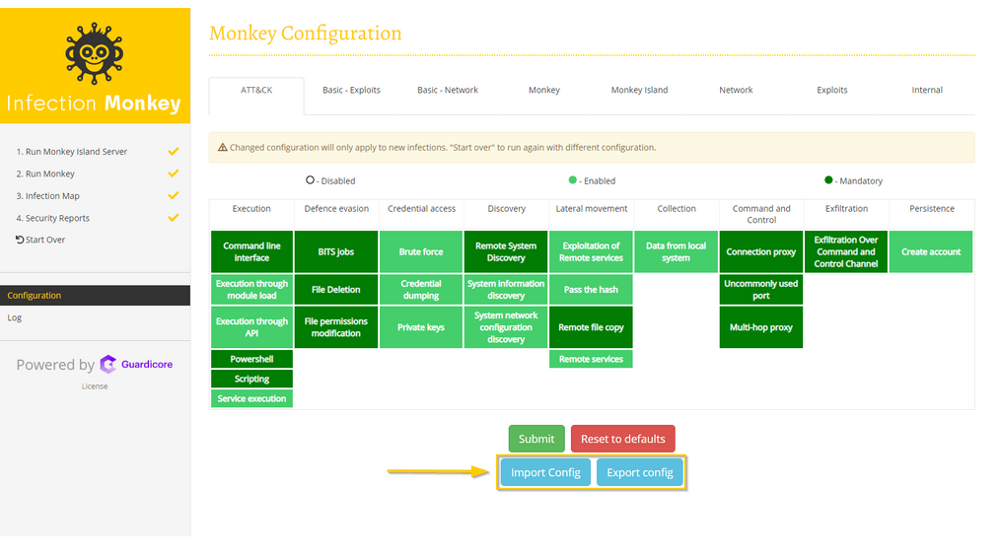 Infection Monkey
1. Run Monkey Island Server
2. Run Monkey
3. Infection Map
4. Security Reports
Start Over
Configuration
Log
Powered by Guardicore
License
Monkey Configuration
ATT&CK Basic - Exploits Basic - Network Monkey Monkey Island Network Exploits Internal
Changed configuration will only apply to new infections. "Start over" to run again with different configuration.
- Disabled - Enabled - Mandatory
Execution Defence evasion Credential access Discovery Lateral movement Collection Command and Control Exfiltration Persistence
Command line interface BITS jobs Brute force Remote System Discovery Exploitation of Remote services Data from local system Connection proxy Exfiltration Over Command and Control Channel Create account
Execution through module load File Deletion Credential dumping System information discovery Pass the hash Uncommonly used port
Execution through API File permissions modification Private keys System network configuration discovery Remote file copy Multi-hop proxy
Powershell Remote services
Scripting
Service execution
Submit Reset to defaults
Import Config Export config